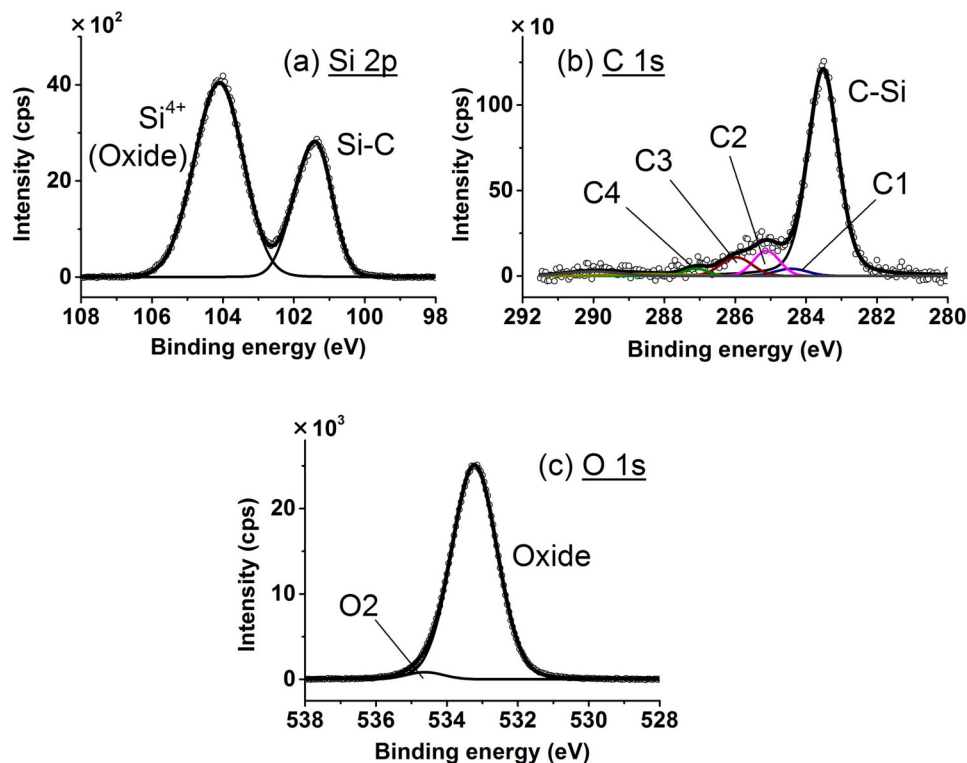 ×10²
(a) Si 2p
Si⁴⁺
(Oxide)
Si-C
40
20
0
Intensity (cps)
108 106 104 102 100 98
Binding energy (eV)
×10
(b) C 1s
C-Si
C2
C3
C4
C1
100
50
0
Intensity (cps)
292 290 288 286 284 282 280
Binding energy (eV)
×10³
(c) O 1s
Oxide
O2
20
10
0
Intensity (cps)
538 536 534 532 530 528
Binding energy (eV)